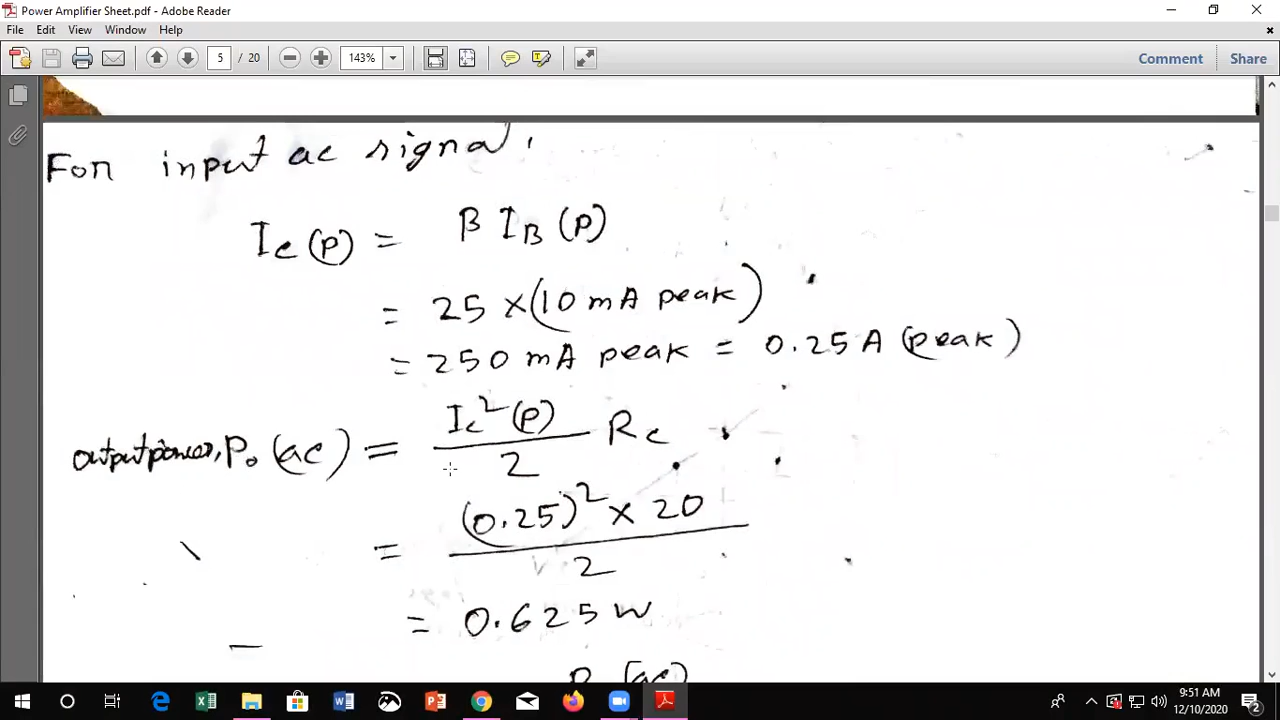 Power Amplifier Sheet.pdf - Adobe Reader
File Edit View Window Help
5 / 20 143% Comment Share
For input ac signal,
Ic(p) = β IB (p)
= 25 × (10 mA peak)
= 250 mA peak = 0.25 A (peak)
output power, Po (ac) = Ic²(p) / 2 Rc
= (0.25)² × 20 / 2
= 0.625 W
P (ac)
9:51 AM
12/10/2020
2